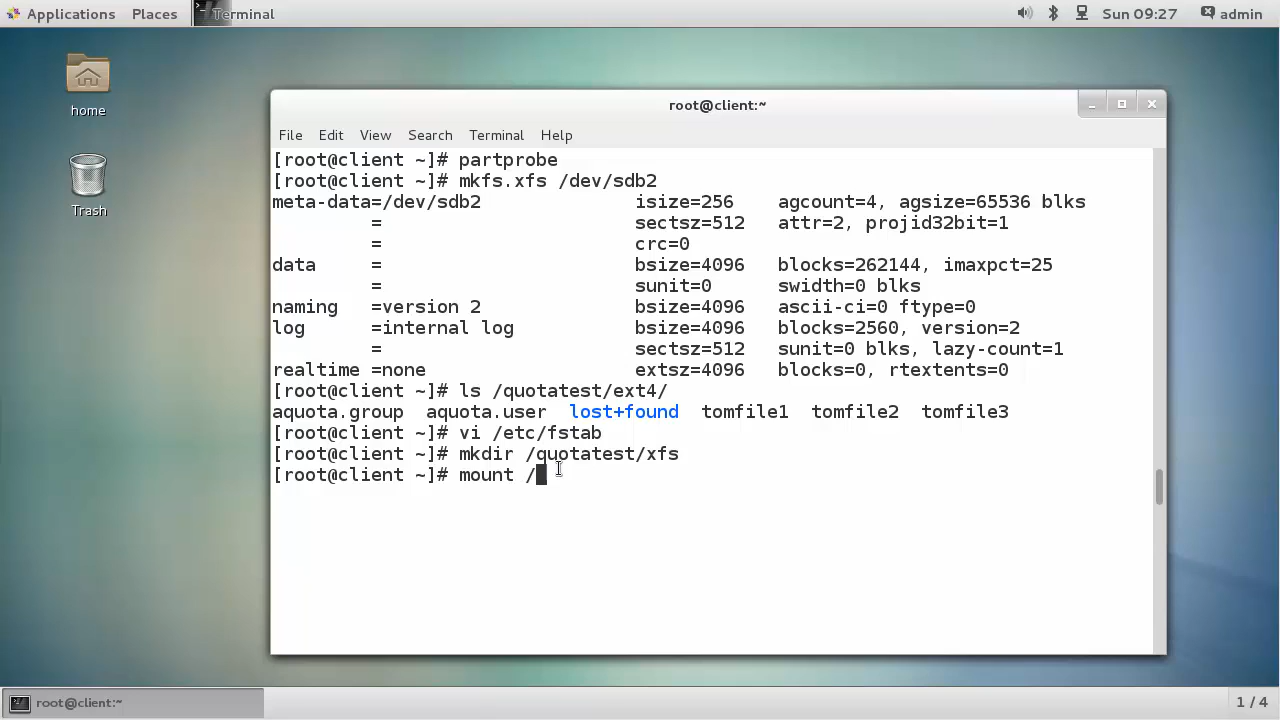 Applications Places Terminal Sun 09:27 admin
home
Trash
root@client:~
File Edit View Search Terminal Help
[root@client ~]# partprobe
[root@client ~]# mkfs.xfs /dev/sdb2
meta-data=/dev/sdb2 isize=256 agcount=4, agsize=65536 blks
= sectsz=512 attr=2, projid32bit=1
= crc=0
data = bsize=4096 blocks=262144, imaxpct=25
= sunit=0 swidth=0 blks
naming =version 2 bsize=4096 ascii-ci=0 ftype=0
log =internal log bsize=4096 blocks=2560, version=2
= sectsz=512 sunit=0 blks, lazy-count=1
realtime =none extsz=4096 blocks=0, rtextents=0
[root@client ~]# ls /quotatest/ext4/
aquota.group aquota.user lost+found tomfile1 tomfile2 tomfile3
[root@client ~]# vi /etc/fstab
[root@client ~]# mkdir /quotatest/xfs
[root@client ~]# mount /
root@client:~ 1 / 4